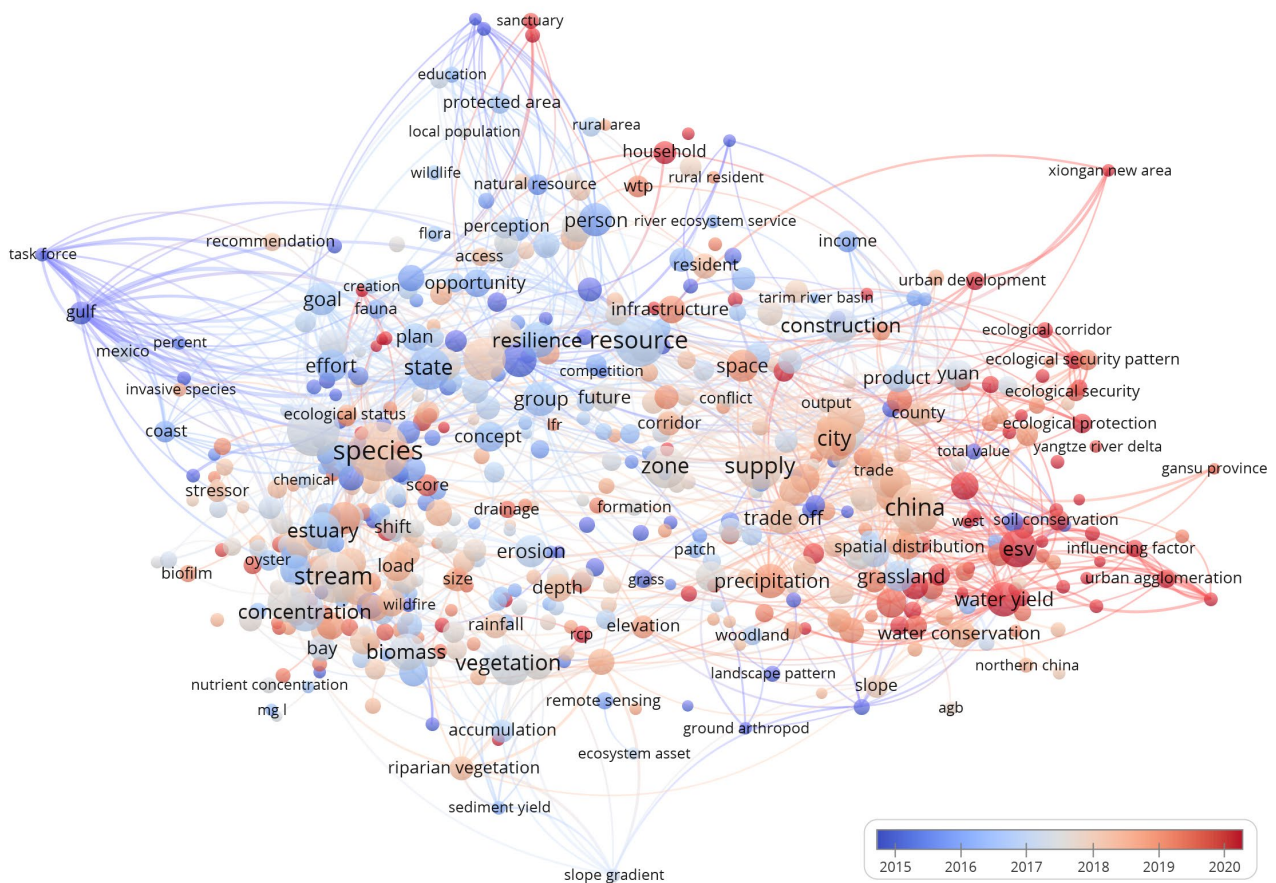 sanctuary
education
protected area
local population
rural area
household
xiongan new area
wildlife
natural resource
wtp
rural resident
flora
perception
person
river ecosystem service
recommendation
income
task force
access
resident
creation
opportunity
urban development
goal
fauna
tarim river basin
gulf
infrastructure
construction
ecological corridor
plan
resilience
resource
percent
mexico
ecological security pattern
effort
state
competition
space
product
yuan
invasive species
ecological security
group
future
conflict
output
county
ecological status
lfr
corridor
ecological protection
coast
concept
city
species
total value
yangtze river delta
zone
supply
trade
gansu province
chemical
score
stressor
drainage
formation
china
estuary
shift
trade off
west
soil conservation
patch
spatial distribution
esv
influencing factor
oyster
erosion
biofilm
stream
load
size
depth
grass
precipitation
grassland
urban agglomeration
concentration
wildfire
water yield
rainfall
rcp
elevation
woodland
water conservation
bay
biomass
vegetation
northern china
landscape pattern
nutrient concentration
slope
remote sensing
mg l
agb
accumulation
ground arthropod
ecosystem asset
riparian vegetation
sediment yield
slope gradient
2015 2016 2017 2018 2019 2020